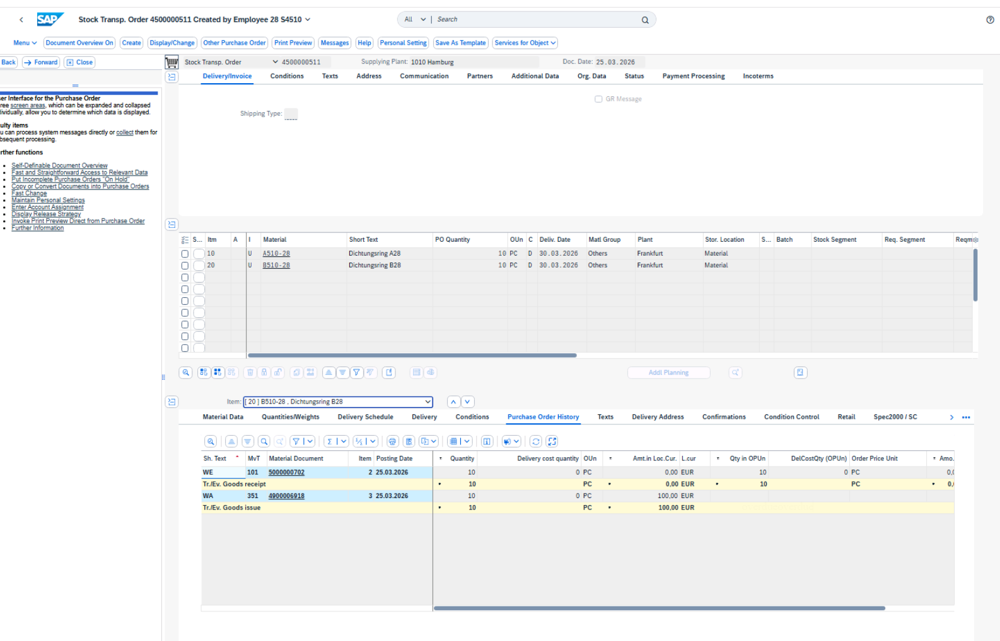 SAP Stock Transp. Order 4500000511 Created by Employee 28 S4510 All Search
Menu Document Overview On Create Display/Change Other Purchase Order Print Preview Messages Help Personal Setting Save As Template Services for Object
Back Forward Close
Stock Transp. Order 4500000511 Supplying Plant: 1010 Hamburg Doc. Date: 25.03.2026
Delivery/Invoice Conditions Texts Address Communication Partners Additional Data Org. Data Status Payment Processing Incoterms
GR Message
Shipping Type:
er Interface for the Purchase Order
ree screen areas, which can be expanded and collapsed
dividually, allow you to determine which data is displayed.
ulty items
u can process system messages directly or collect them for
bsequent processing.
rther functions
Self-Definable Document Overview
Fast and Straightforward Access to Relevant Data
Put Incomplete Purchase Orders "On Hold"
Copy or Convert Documents into Purchase Orders
Fast Change
Maintain Personal Settings
Enter Account Assignment
Display Release Strategy
Invoke Print Preview Direct from Purchase Order
Further Information
S... Itm A I Material Short Text PO Quantity OUn C Deliv. Date Matl Group Plant Stor. Location S... Batch Stock Segment Req. Segment Reqm
10 U A510-28 Dichtungsring A28 10 PC D 30.03.2026 Others Frankfurt Material
20 U B510-28 Dichtungsring B28 10 PC D 30.03.2026 Others Frankfurt Material
Addl Planning
Item: [ 20 ] B510-28 , Dichtungsring B28
Material Data Quantities/Weights Delivery Schedule Delivery Conditions Purchase Order History Texts Delivery Address Confirmations Condition Control Retail Spec2000 / SC
Sh. Text MvT Material Document Item Posting Date Quantity Delivery cost quantity OUn Amt.in Loc.Cur. L.cur Qty in OPUn DelCostQty (OPUn) Order Price Unit Amo.
WE 101 5000000702 2 25.03.2026 10 0 PC 0,00 EUR 10 0 PC 0,0
Tr./Ev. Goods receipt 10 PC 0,00 EUR 10 PC 0,
WA 351 4900006918 3 25.03.2026 10 0 PC 100,00 EUR
Tr./Ev. Goods issue 10 PC 100,00 EUR